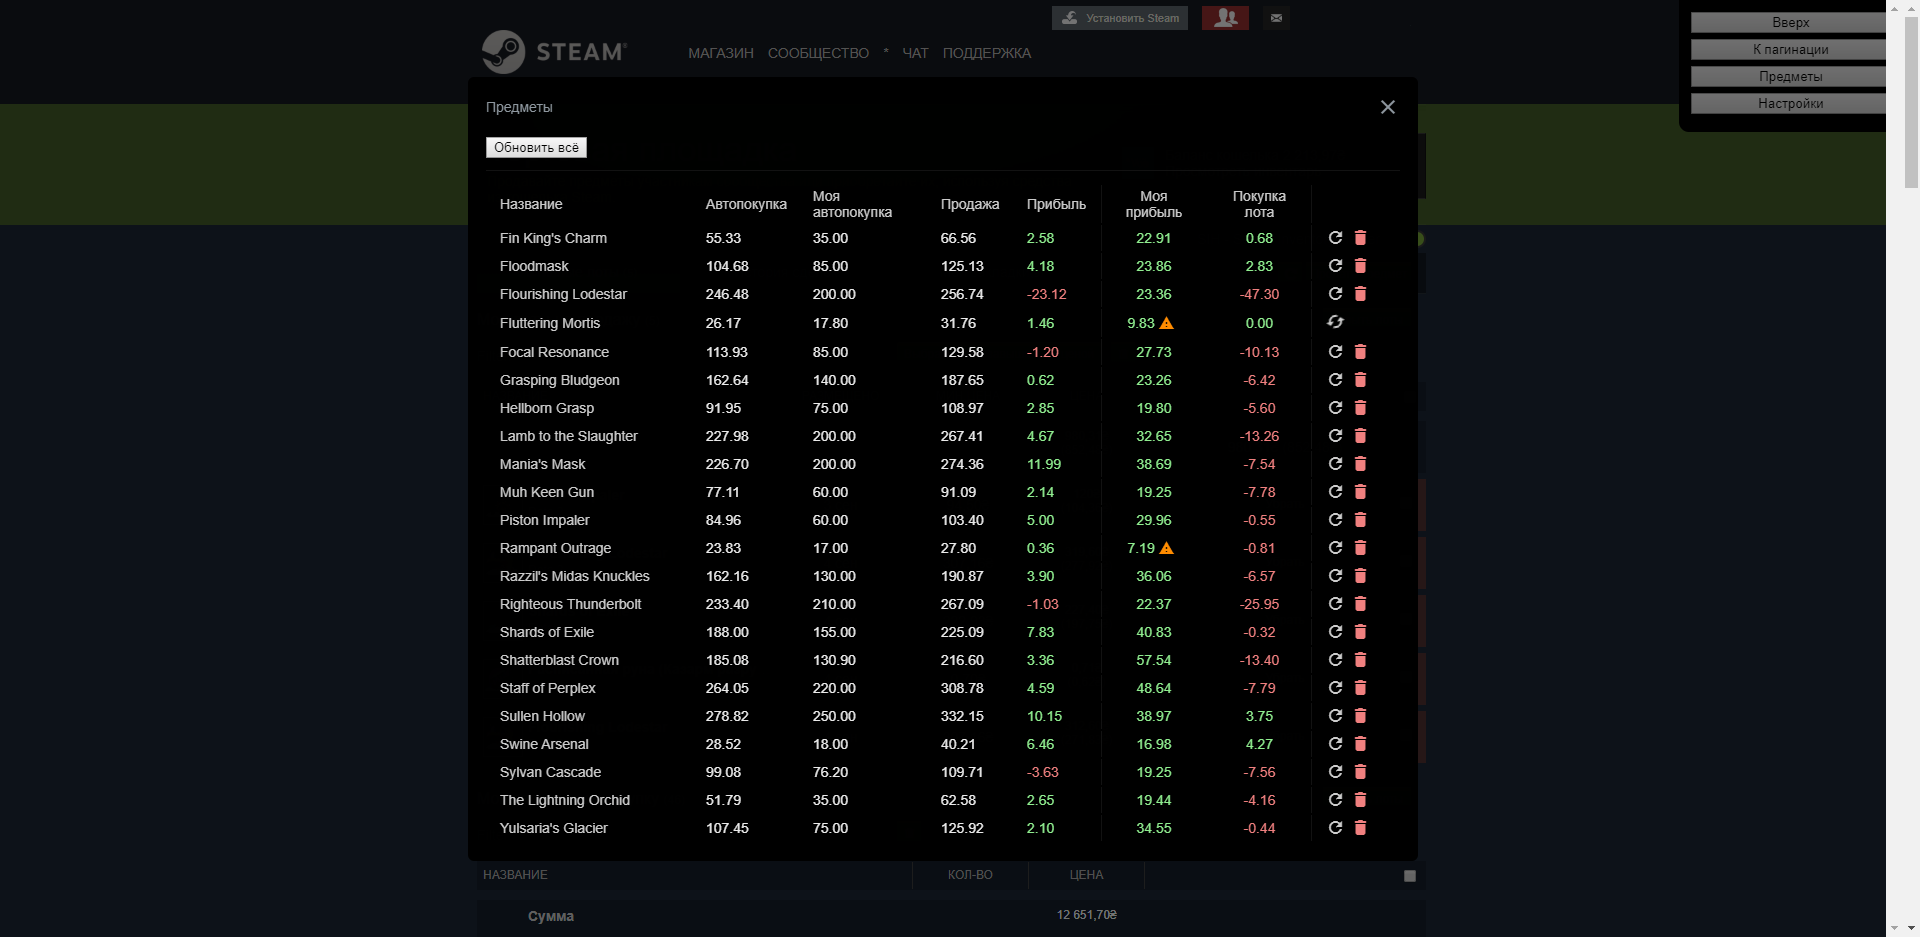 Установить Steam
Вверх
STEAM
МАГАЗИН СООБЩЕСТВО * ЧАТ ПОДДЕРЖКА
К пагинации
Предметы
Настройки
Предметы
Обновить всё
Название Автопокупка Моя автопокупка Продажа Прибыль Моя прибыль Покупка лота
Fin King's Charm 55.33 35.00 66.56 2.58 22.91 0.68
Floodmask 104.68 85.00 125.13 4.18 23.86 2.83
Flourishing Lodestar 246.48 200.00 256.74 -23.12 23.36 -47.30
Fluttering Mortis 26.17 17.80 31.76 1.46 9.83 0.00
Focal Resonance 113.93 85.00 129.58 -1.20 27.73 -10.13
Grasping Bludgeon 162.64 140.00 187.65 0.62 23.26 -6.42
Hellborn Grasp 91.95 75.00 108.97 2.85 19.80 -5.60
Lamb to the Slaughter 227.98 200.00 267.41 4.67 32.65 -13.26
Mania's Mask 226.70 200.00 274.36 11.99 38.69 -7.54
Muh Keen Gun 77.11 60.00 91.09 2.14 19.25 -7.78
Piston Impaler 84.96 60.00 103.40 5.00 29.96 -0.55
Rampant Outrage 23.83 17.00 27.80 0.36 7.19 -0.81
Razzil's Midas Knuckles 162.16 130.00 190.87 3.90 36.06 -6.57
Righteous Thunderbolt 233.40 210.00 267.09 -1.03 22.37 -25.95
Shards of Exile 188.00 155.00 225.09 7.83 40.83 -0.32
Shatterblast Crown 185.08 130.90 216.60 3.36 57.54 -13.40
Staff of Perplex 264.05 220.00 308.78 4.59 48.64 -7.79
Sullen Hollow 278.82 250.00 332.15 10.15 38.97 3.75
Swine Arsenal 28.52 18.00 40.21 6.46 16.98 4.27
Sylvan Cascade 99.08 76.20 109.71 -3.63 19.25 -7.56
The Lightning Orchid 51.79 35.00 62.58 2.65 19.44 -4.16
Yulsaria's Glacier 107.45 75.00 125.92 2.10 34.55 -0.44
НАЗВАНИЕ КОЛ-ВО ЦЕНА
Сумма 12 651,70₴